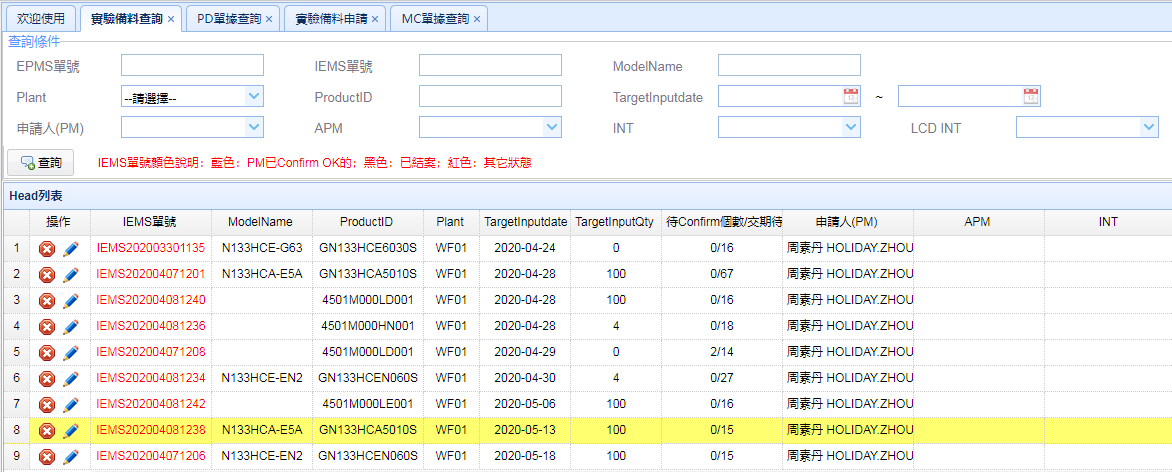 欢迎使用 實驗備料查詢 × PD單據查詢 × 實驗備料申請 × MC單據查詢 ×
查詢條件
EPMS單號 IEMS單號 ModelName
Plant --請選擇-- ProductID TargetInputdate ~
申請人(PM) APM INT LCD INT
查詢 IEMS單號顏色說明；藍色：PM已Confirm OK的；黑色：已結案；紅色：其它狀態
Head列表
操作 IEMS單號 ModelName ProductID Plant TargetInputdate TargetInputQty 待Confirm個數/交期待 申請人(PM) APM INT
1 IEMS202003301135 N133HCE-G63 GN133HCE6030S WF01 2020-04-24 0 0/16 周素丹 HOLIDAY.ZHOU
2 IEMS202004071201 N133HCA-E5A GN133HCA5010S WF01 2020-04-28 100 0/67 周素丹 HOLIDAY.ZHOU
3 IEMS202004081240 4501M000LD001 WF01 2020-04-28 100 0/16 周素丹 HOLIDAY.ZHOU
4 IEMS202004081236 4501M000HN001 WF01 2020-04-28 4 0/18 周素丹 HOLIDAY.ZHOU
5 IEMS202004071208 4501M000LD001 WF01 2020-04-29 0 2/14 周素丹 HOLIDAY.ZHOU
6 IEMS202004081234 N133HCE-EN2 GN133HCEN060S WF01 2020-04-30 4 0/27 周素丹 HOLIDAY.ZHOU
7 IEMS202004081242 4501M000LE001 WF01 2020-05-06 100 0/16 周素丹 HOLIDAY.ZHOU
8 IEMS202004081238 N133HCA-E5A GN133HCA5010S WF01 2020-05-13 100 0/15 周素丹 HOLIDAY.ZHOU
9 IEMS202004071206 N133HCE-EN2 GN133HCEN060S WF01 2020-05-18 100 0/15 周素丹 HOLIDAY.ZHOU